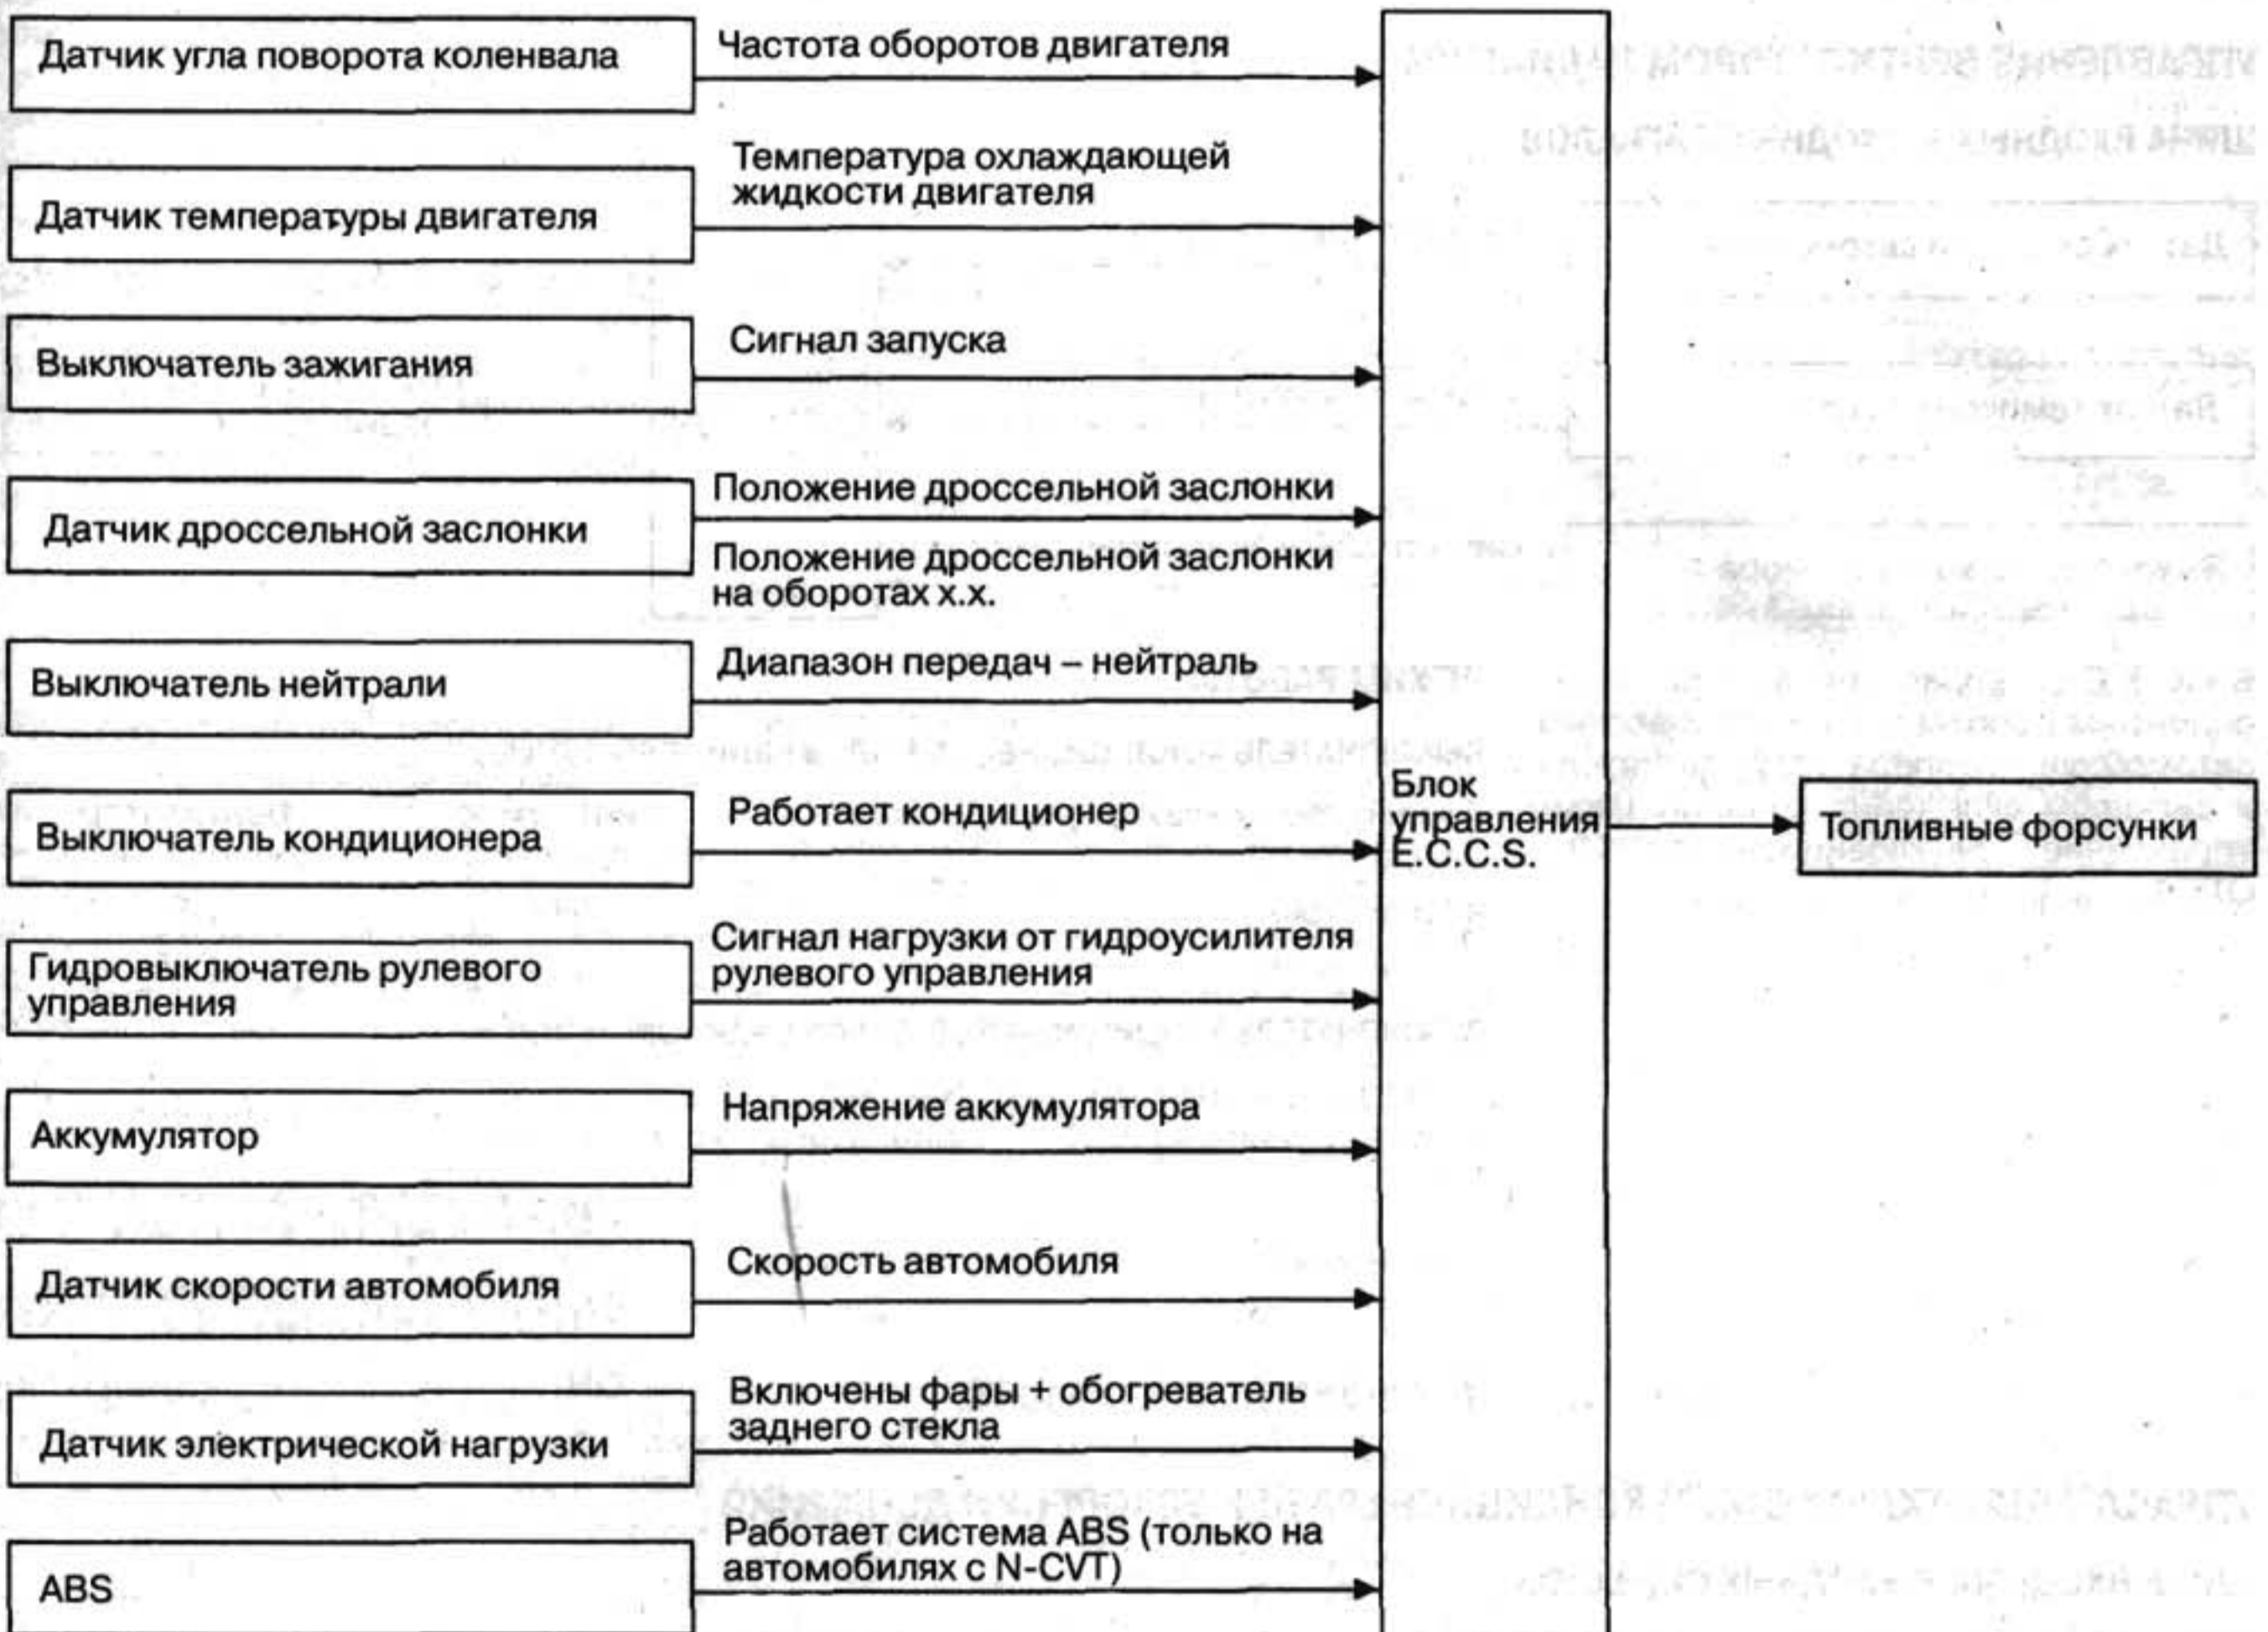 Датчик угла поворота коленвала
Частота оборотов двигателя
Датчик температуры двигателя
Температура охлаждающей
жидкости двигателя
Выключатель зажигания
Сигнал запуска
Датчик дроссельной заслонки
Положение дроссельной заслонки
Положение дроссельной заслонки
на оборотах х.х.
Выключатель нейтрали
Диапазон передач – нейтраль
Выключатель кондиционера
Работает кондиционер
Гидровыключатель рулевого
управления
Сигнал нагрузки от гидроусилителя
рулевого управления
Аккумулятор
Напряжение аккумулятора
Датчик скорости автомобиля
Скорость автомобиля
Датчик электрической нагрузки
Включены фары + обогреватель
заднего стекла
ABS
Работает система ABS (только на
автомобилях с N-CVT)
Блок
управления
E.C.C.S.
Топливные форсунки